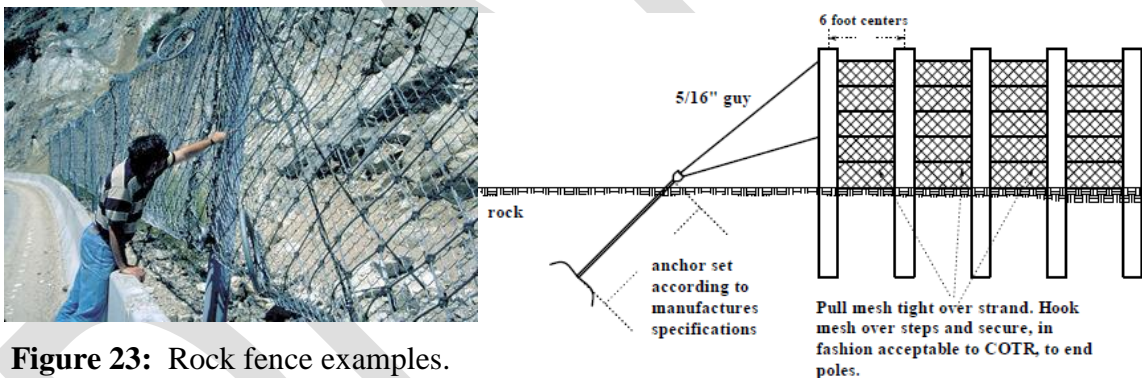 6 foot centers
5/16" guy
rock
anchor set
according to
manufactures
specifications
Pull mesh tight over strand. Hook
mesh over steps and secure, in
fashion acceptable to COTR, to end
poles.
Figure 23: Rock fence examples.